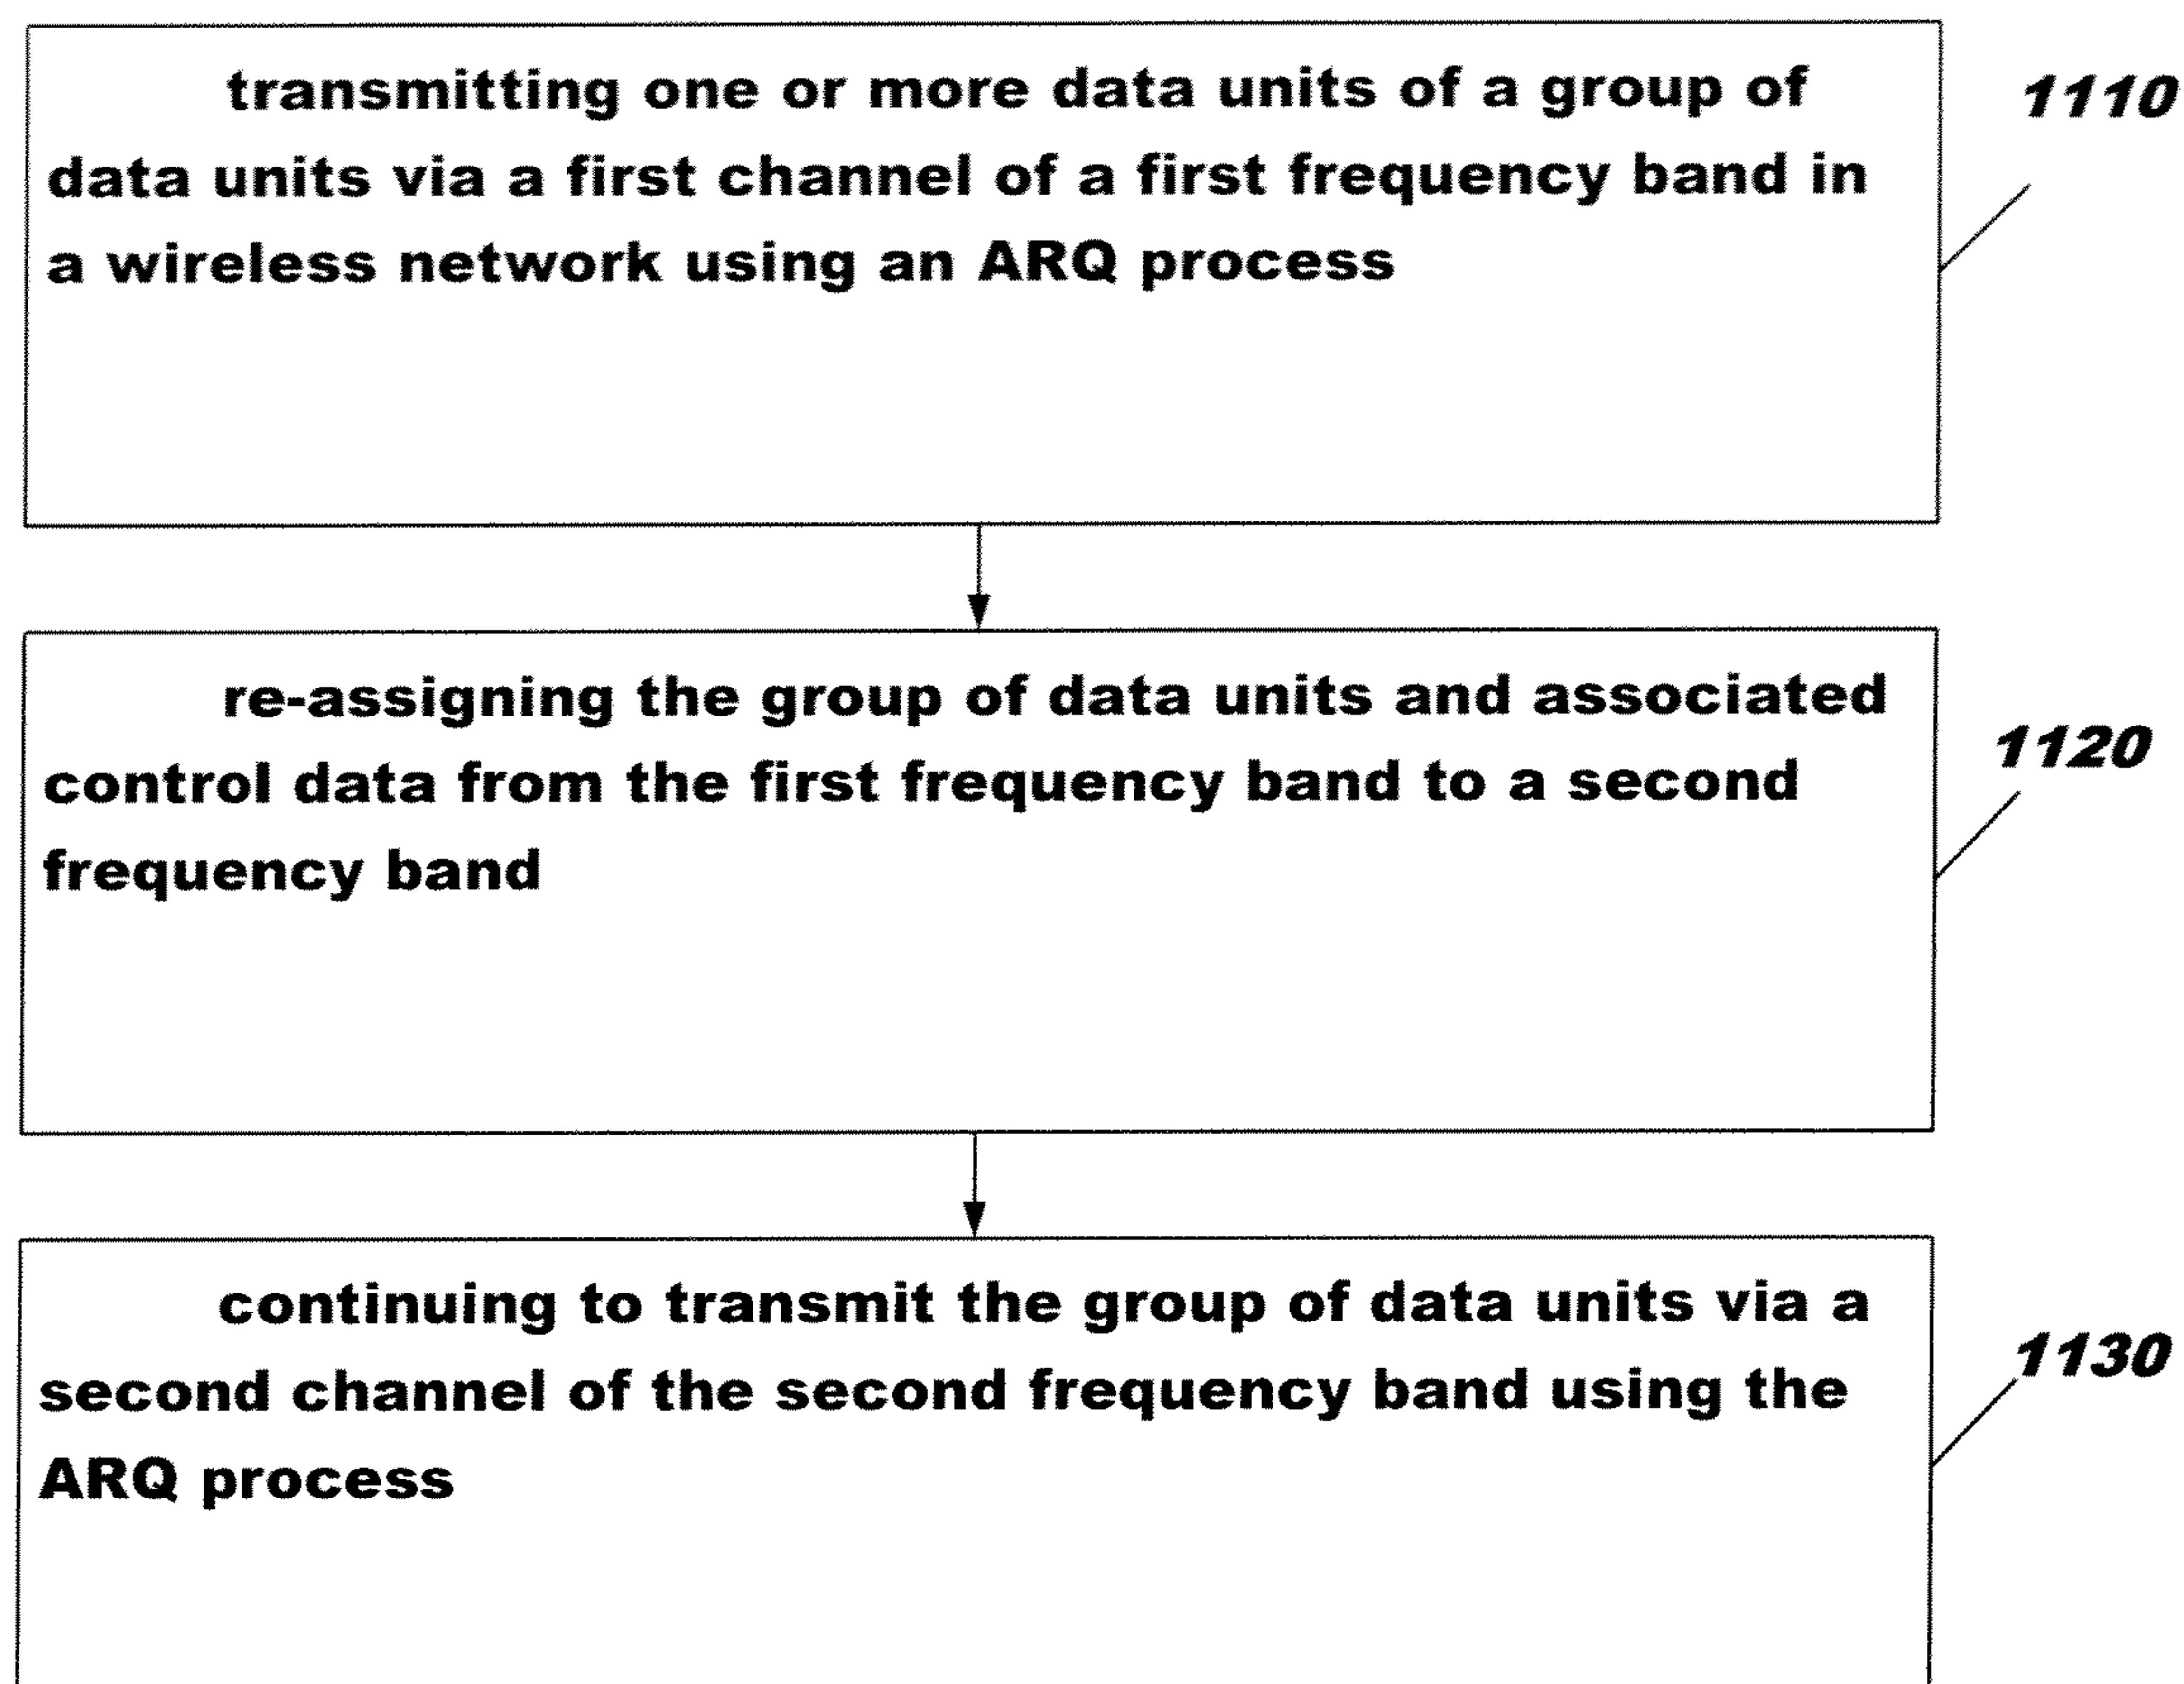 transmitting one or more data units of a group of
data units via a first channel of a first frequency band in
a wireless network using an ARQ process
1110
re-assigning the group of data units and associated
control data from the first frequency band to a second
frequency band
1120
continuing to transmit the group of data units via a
second channel of the second frequency band using the
ARQ process
1130